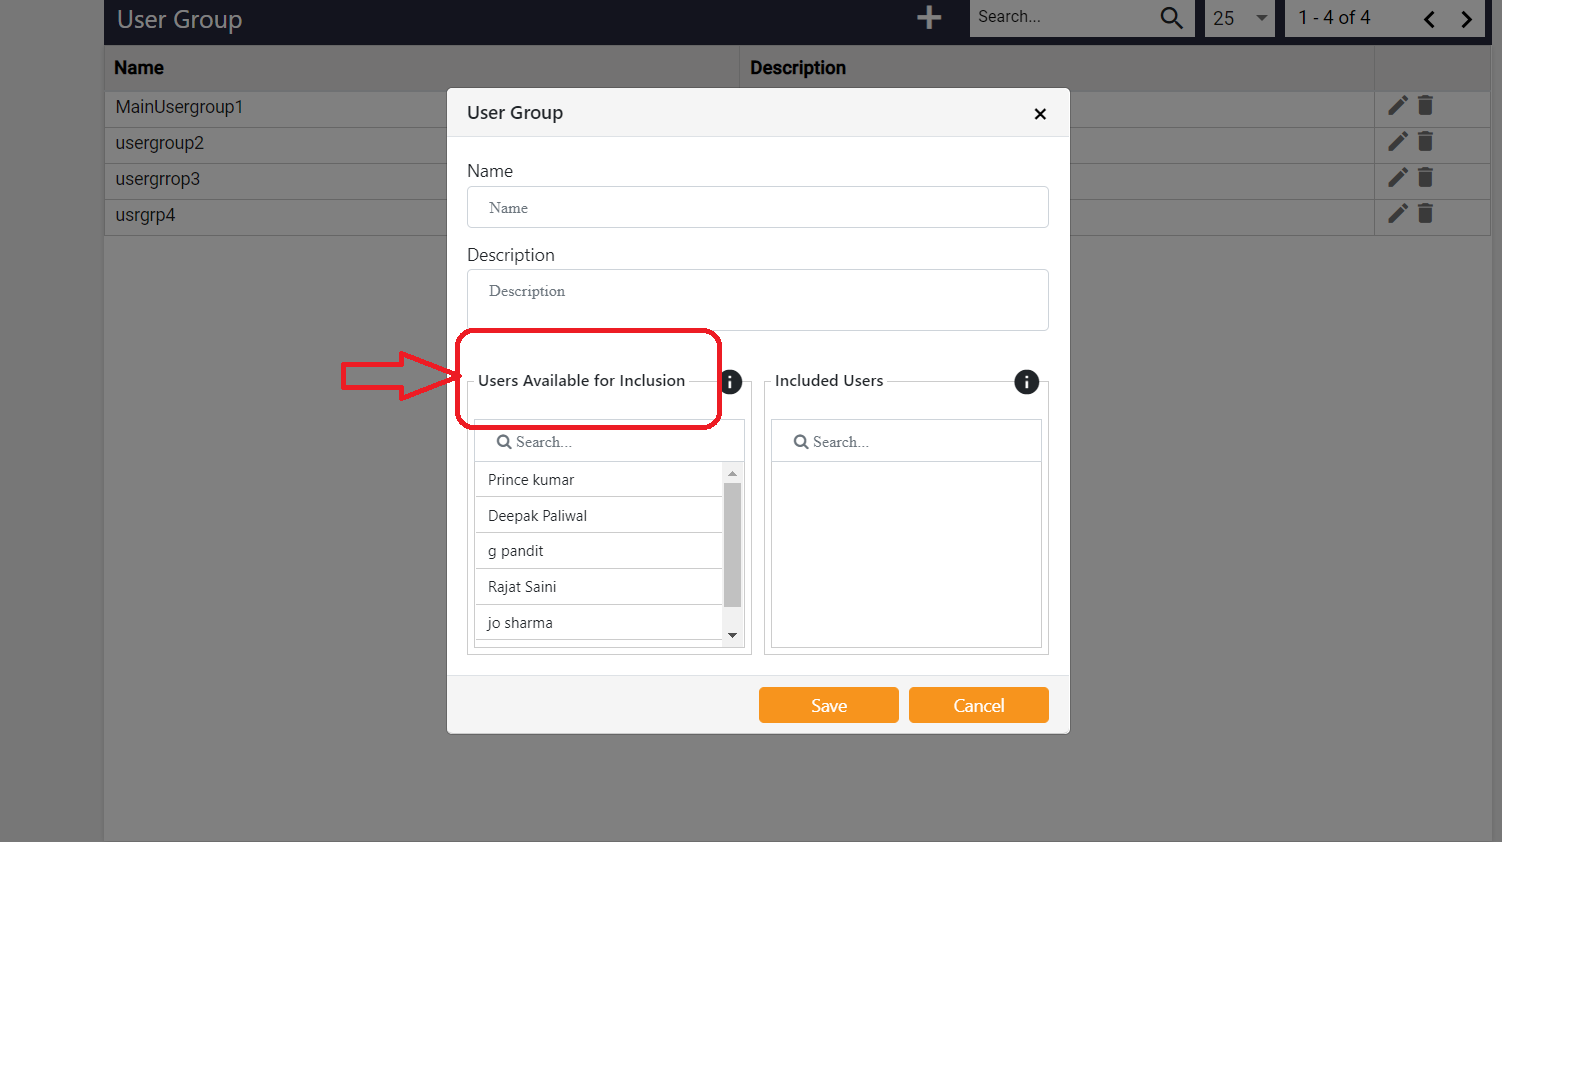 User Group
Search...
25
1 - 4 of 4
Name
Description
MainUsergroup1
usergroup2
usergrrop3
usrgrp4
User Group
Name
Name
Description
Description
Users Available for Inclusion
Included Users
Search...
Search...
Prince kumar
Deepak Paliwal
g pandit
Rajat Saini
jo sharma
Save
Cancel